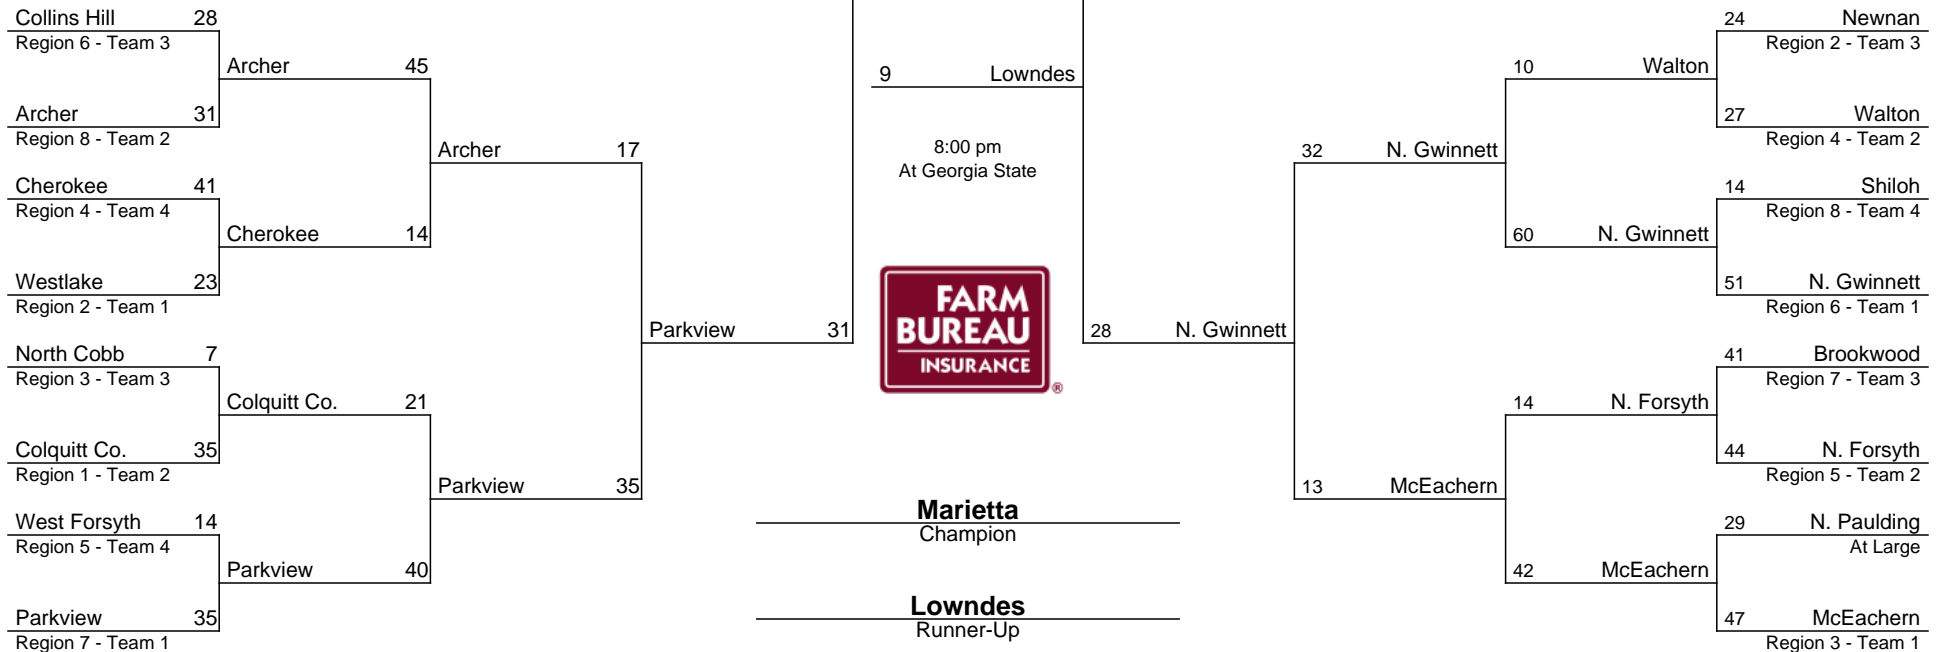 Collins Hill 28
Region 6 - Team 3
Archer 45
Archer 31
Region 8 - Team 2
Archer 17
Cherokee 41
Region 4 - Team 4
Cherokee 14
Westlake 23
Region 2 - Team 1
Parkview 31
North Cobb 7
Region 3 - Team 3
Colquitt Co. 21
Colquitt Co. 35
Region 1 - Team 2
Parkview 35
West Forsyth 14
Region 5 - Team 4
Parkview 40
Parkview 35
Region 7 - Team 1
9 Lowndes
8:00 pm
At Georgia State
FARM
BUREAU
INSURANCE
®
Marietta
Champion
Lowndes
Runner-Up
24 Newnan
Region 2 - Team 3
10 Walton
27 Walton
Region 4 - Team 2
32 N. Gwinnett
14 Shiloh
Region 8 - Team 4
60 N. Gwinnett
51 N. Gwinnett
Region 6 - Team 1
28 N. Gwinnett
41 Brookwood
Region 7 - Team 3
14 N. Forsyth
44 N. Forsyth
Region 5 - Team 2
13 McEachern
29 N. Paulding
At Large
42 McEachern
47 McEachern
Region 3 - Team 1